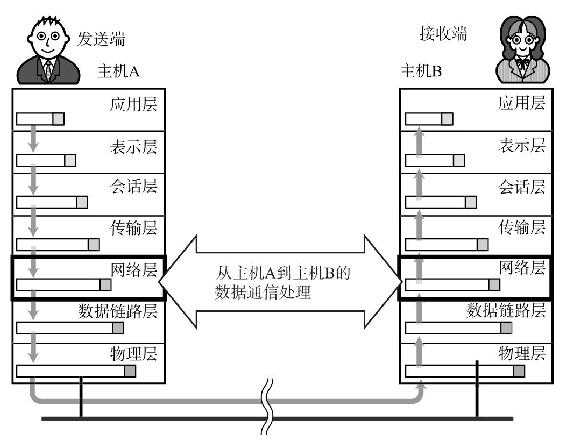 发送端
接收端
主机A
主机B
应用层
表示层
会话层
传输层
网络层
数据链路层
物理层
从主机A到主机B的
数据通信处理
应用层
表示层
会话层
传输层
网络层
数据链路层
物理层